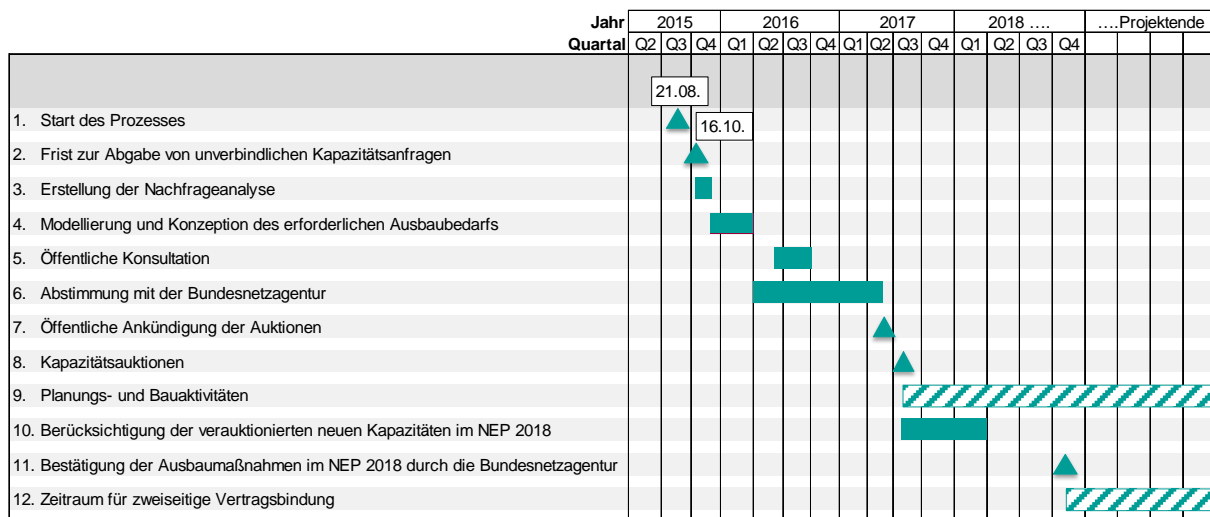 Jahr 2015 2016 2017 2018 .... ....Projektende
Quartal Q2 Q3 Q4 Q1 Q2 Q3 Q4 Q1 Q2 Q3 Q4 Q1 Q2 Q3 Q4
21.08.
1. Start des Prozesses
16.10.
2. Frist zur Abgabe von unverbindlichen Kapazitätsanfragen
3. Erstellung der Nachfrageanalyse
4. Modellierung und Konzeption des erforderlichen Ausbaubedarfs
5. Öffentliche Konsultation
6. Abstimmung mit der Bundesnetzagentur
7. Öffentliche Ankündigung der Auktionen
8. Kapazitätsauktionen
9. Planungs- und Bauaktivitäten
10. Berücksichtigung der verauktionierten neuen Kapazitäten im NEP 2018
11. Bestätigung der Ausbaumaßnahmen im NEP 2018 durch die Bundesnetzagentur
12. Zeitraum für zweiseitige Vertragsbindung